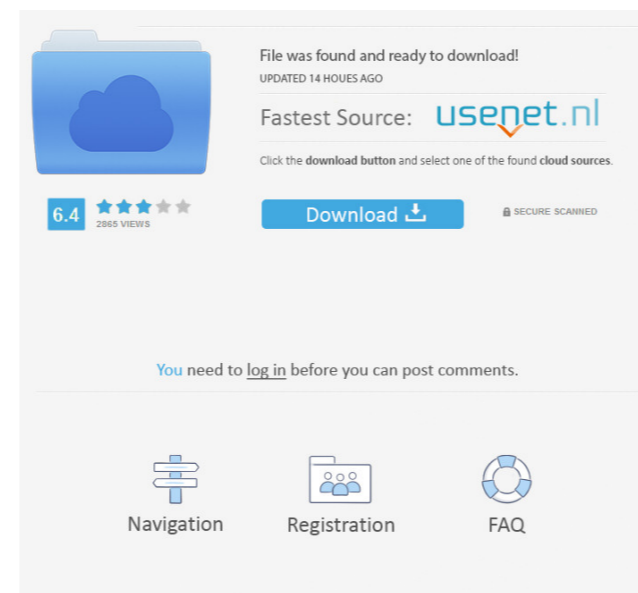 File was found and ready to download!
UPDATED 14 HOUES AGO
Fastest Source: usenet.nl
Click the download button and select one of the found cloud sources.
6.4
2865 VIEWS
Download
SECURE SCANNED
You need to log in before you can post comments.
Navigation
Registration
FAQ